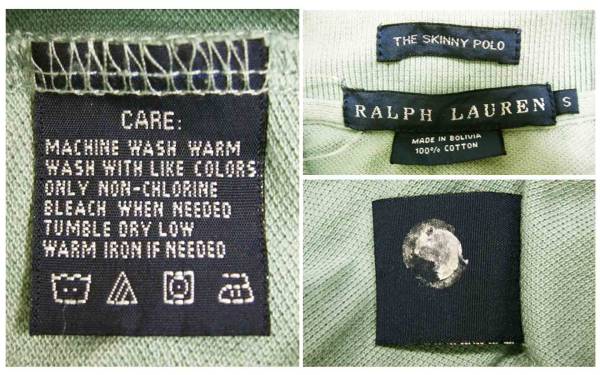 CARE:
MACHINE WASH WARM
WASH WITH LIKE COLORS
ONLY NON-CHLORINE
BLEACH WHEN NEEDED
TUMBLE DRY LOW
WARM IRON IF NEEDED
THE SKINNY POLO
RALPH LAUREN
S
MADE IN BOLIVIA
100% COTTON